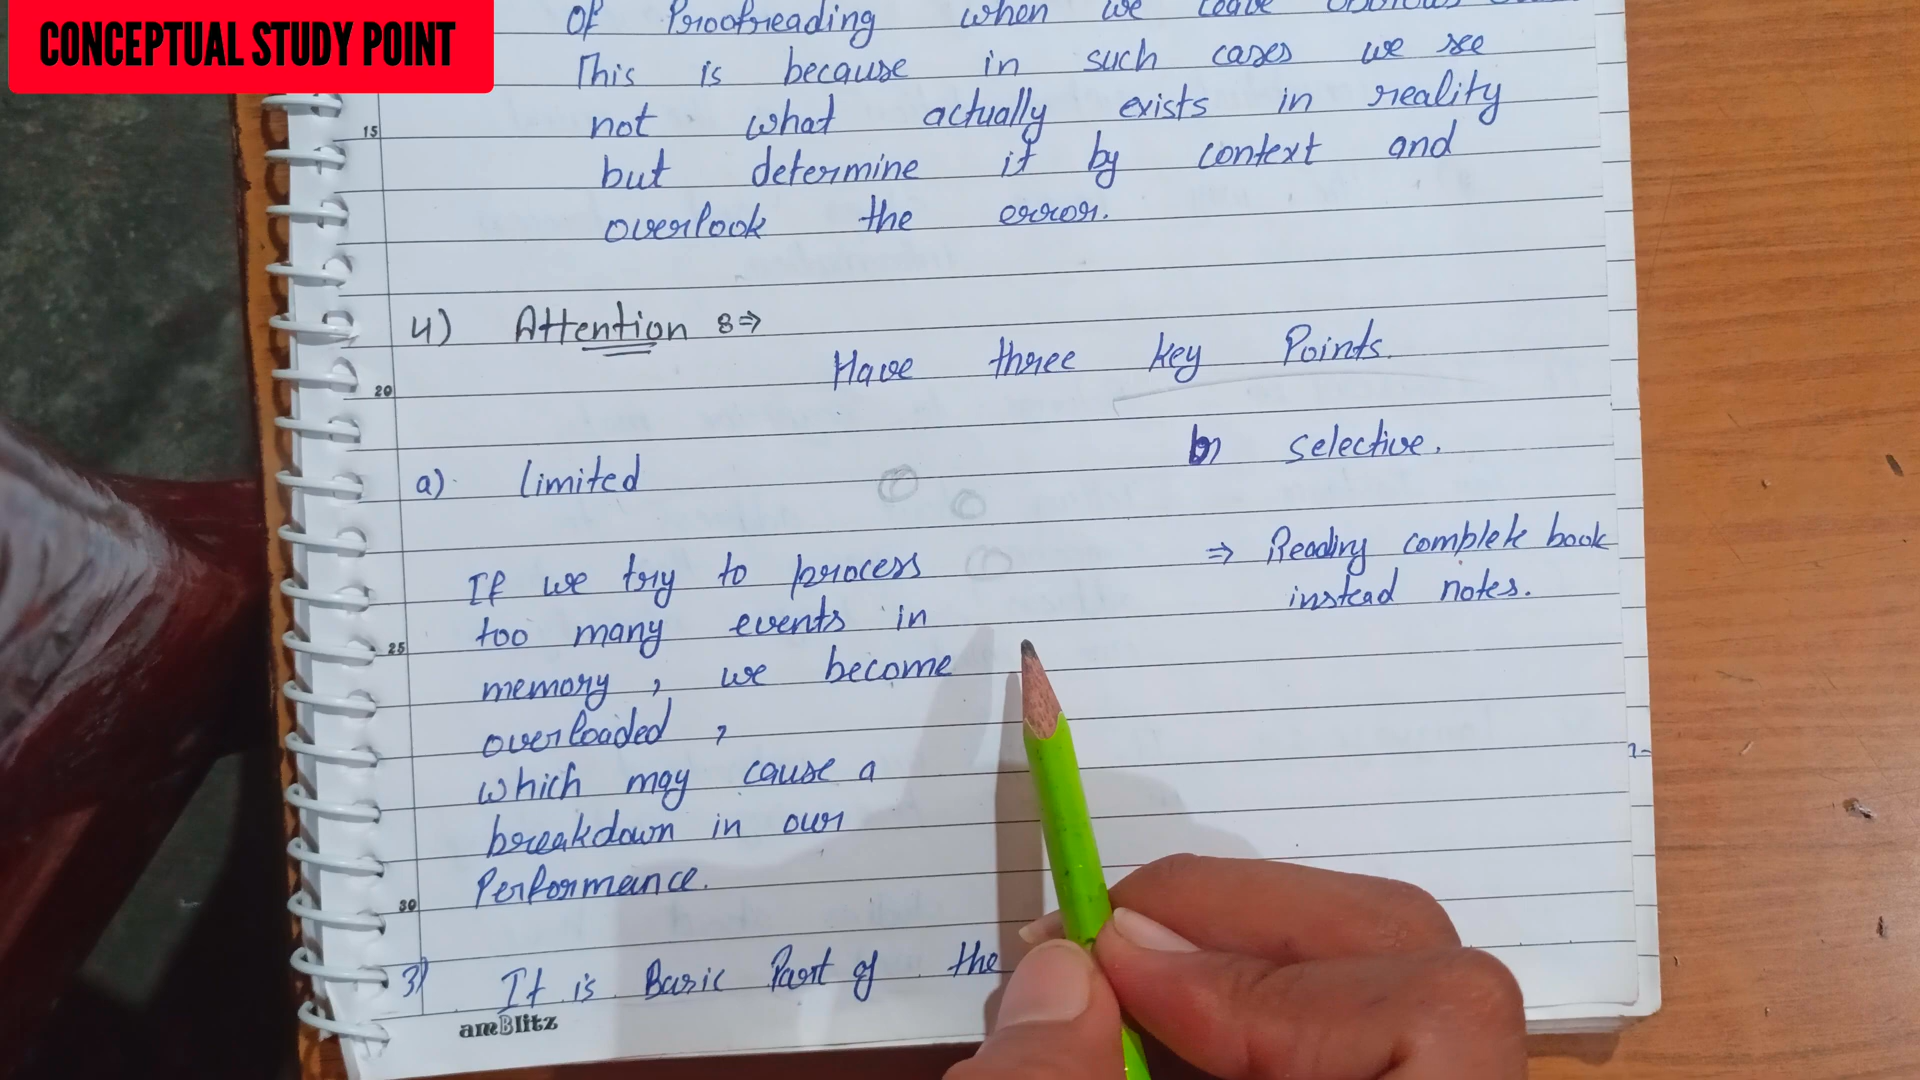 CONCEPTUAL STUDY POINT
Of Proofreading when we leave obvious
This is because in such cases we see
not what actually exists in reality
but determine it by context and
overlook the error.
4) Attention :⇒
Have three key Points.
a) limited
b) selective.
If we try to process
too many events in
memory, we become
overloaded,
which may cause a
breakdown in our
Performance.
⇒ Reading complete book
instead notes.
3) It is Basic Part of the
amBlitz
15
20
25
30